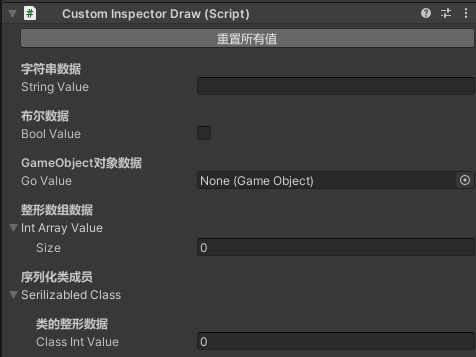 # Custom Inspector Draw (Script)
重置所有值
字符串数据
String Value
布尔数据
Bool Value
GameObject对象数据
Go Value None (Game Object)
整形数组数据
Int Array Value
Size 0
序列化类成员
Serilizabled Class
类的整形数据
Class Int Value 0